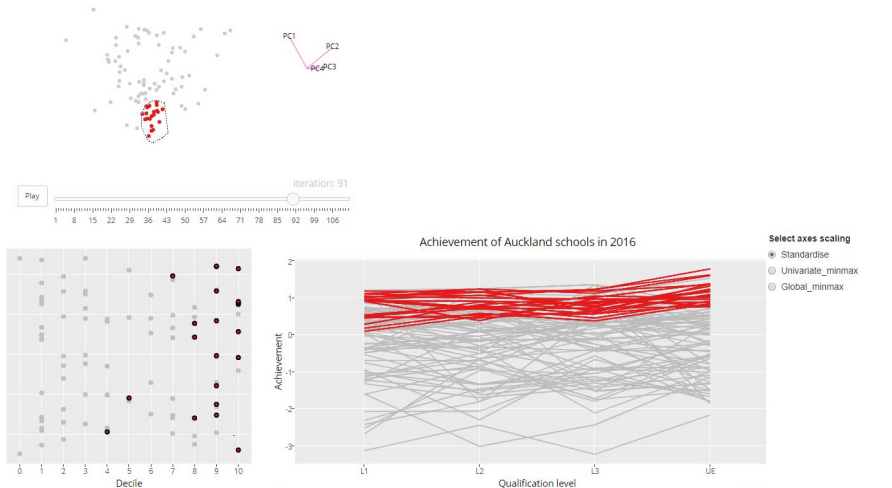 PC1
PC2
PC4 PC3
iteration: 91
Play
1 8 15 22 29 36 43 50 57 64 71 78 85 92 99 106
Achievement of Auckland schools in 2016
Select axes scaling
Standardise
Univariate_minmax
Global_minmax
2
1
0
-1
-2
-3
Achievement
L1 L2 L3 UE
Qualification level
0 1 2 3 4 5 6 7 8 9 10
Decile